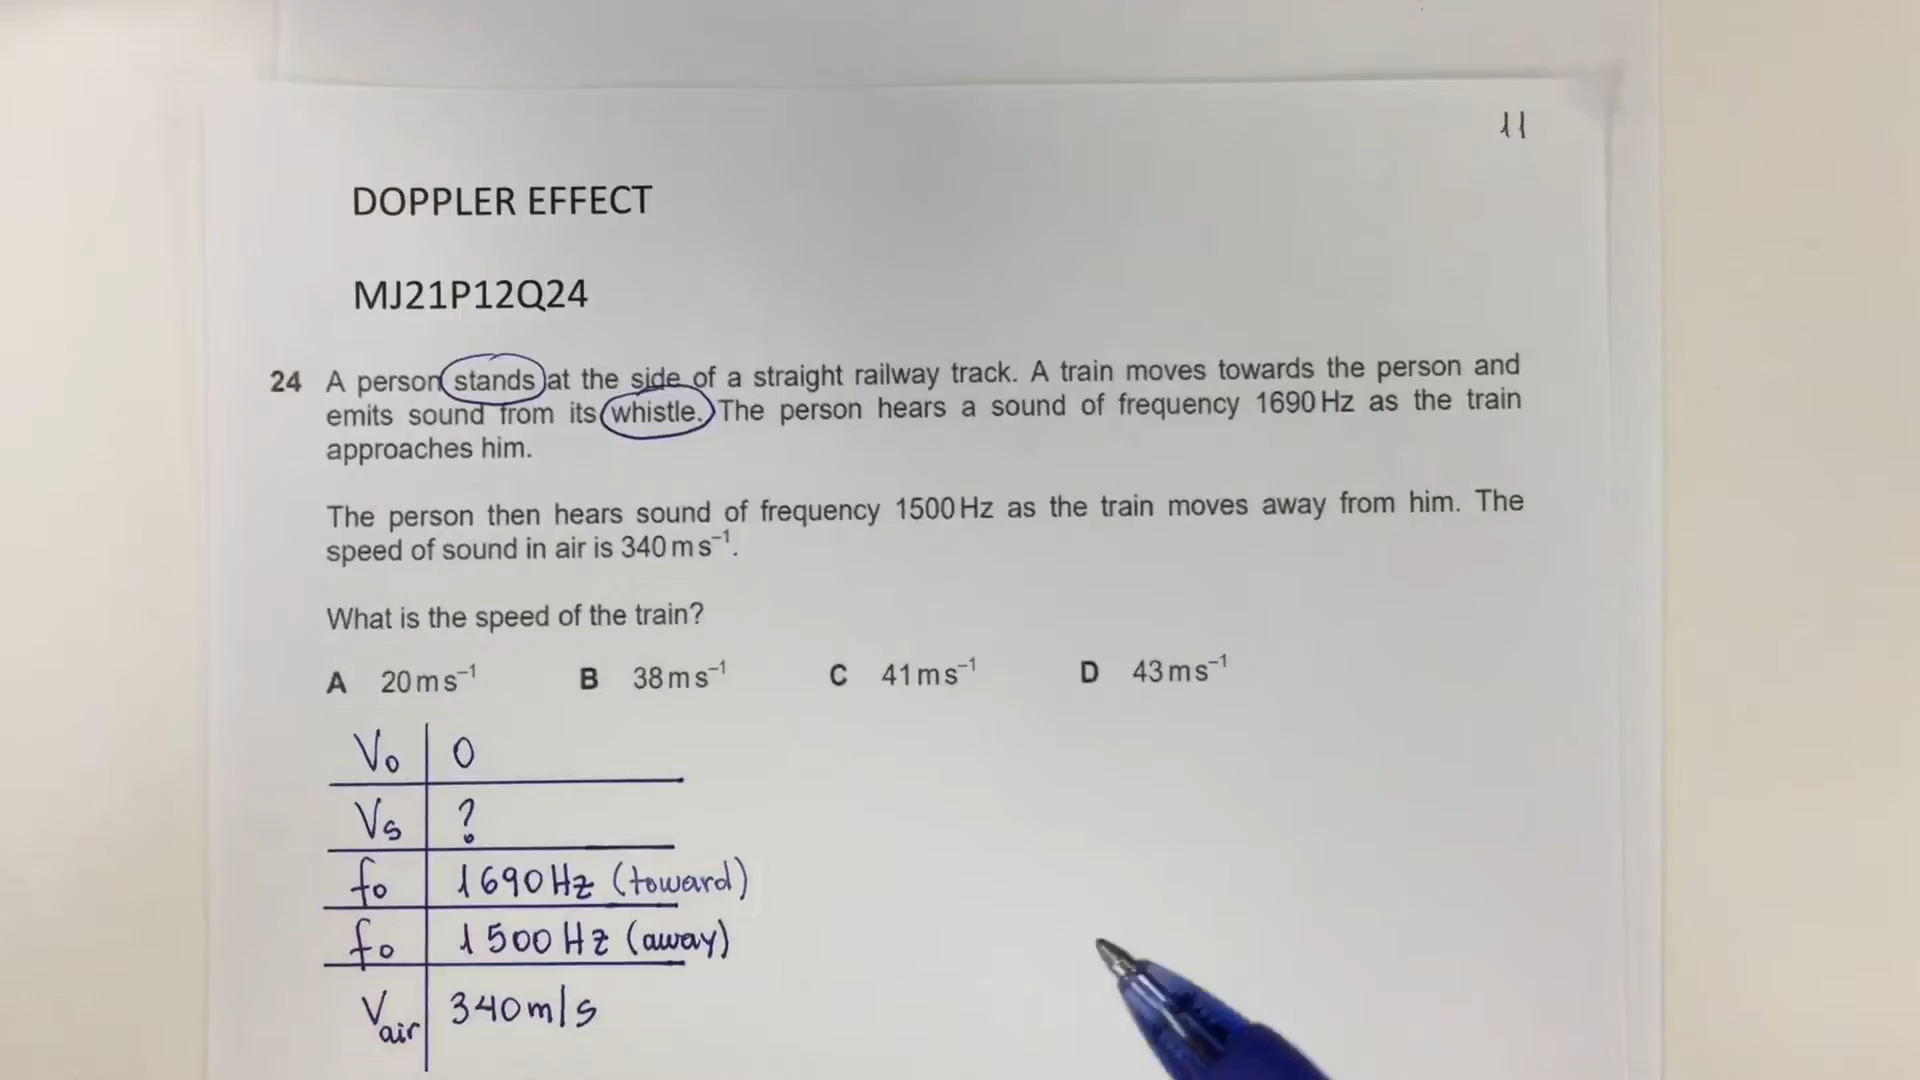 11
DOPPLER EFFECT
MJ21P12Q24
24 A person stands at the side of a straight railway track. A train moves towards the person and
emits sound from its whistle. The person hears a sound of frequency 1690 Hz as the train
approaches him.
The person then hears sound of frequency 1500 Hz as the train moves away from him. The
speed of sound in air is 340 m s⁻¹.
What is the speed of the train?
A 20 m s⁻¹ B 38 m s⁻¹ C 41 m s⁻¹ D 43 m s⁻¹
Vo 0
Vs ?
fo 1690 Hz (toward)
fo 1500 Hz (away)
Vair 340 m/s